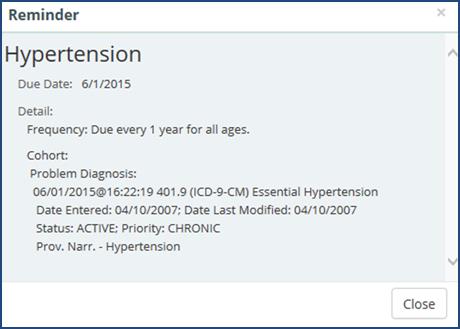 Reminder
Hypertension
Due Date: 6/1/2015
Detail:
Frequency: Due every 1 year for all ages.
Cohort:
Problem Diagnosis:
06/01/2015@16:22:19 401.9 (ICD-9-CM) Essential Hypertension
Date Entered: 04/10/2007; Date Last Modified: 04/10/2007
Status: ACTIVE; Priority: CHRONIC
Prov. Narr. - Hypertension
Close